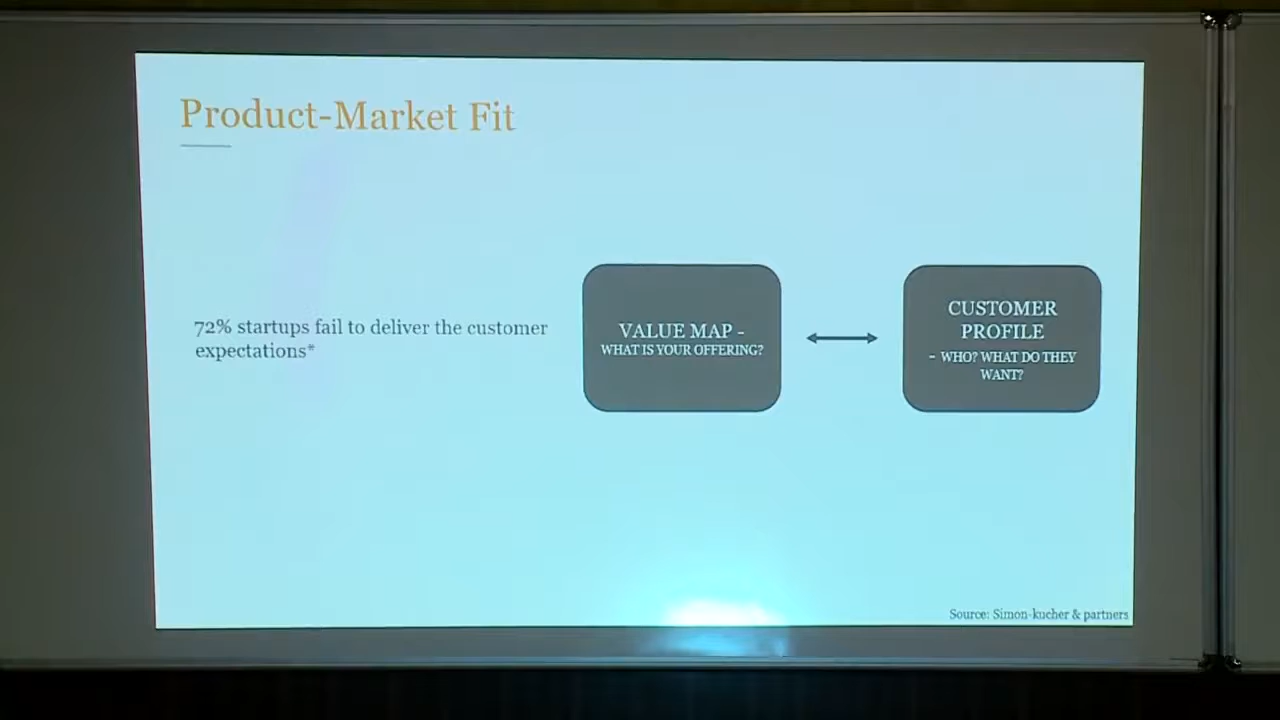 Product-Market Fit
72% startups fail to deliver the customer
expectations*
VALUE MAP -
WHAT IS YOUR OFFERING?
CUSTOMER
PROFILE
- WHO? WHAT DO THEY
WANT?
Source: Simon-kucher & partners